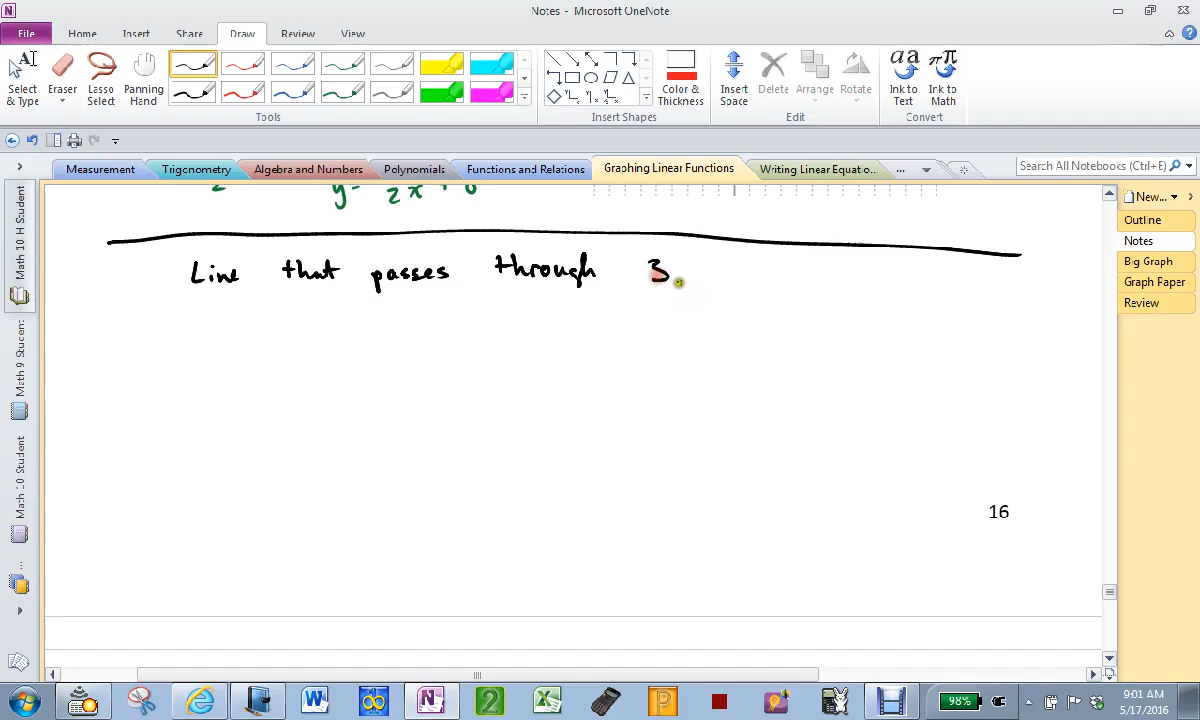 Notes - Microsoft OneNote
File Home Insert Share Draw Review View
Select & Type
Eraser
Lasso Select
Panning Hand
Color & Thickness
Insert Space
Delete
Arrange
Rotate
Ink to Text
Ink to Math
Tools
Insert Shapes
Edit
Convert
Measurement Trigonometry Algebra and Numbers Polynomials Functions and Relations Graphing Linear Functions Writing Linear Equatio... ...
Search All Notebooks (Ctrl+E)
Math 10 H Student
Math 9 Student
Math 10 Student
New...
Outline
Notes
Big Graph
Graph Paper
Review
Line that passes through 3
16
98%
9:01 AM
5/17/2016